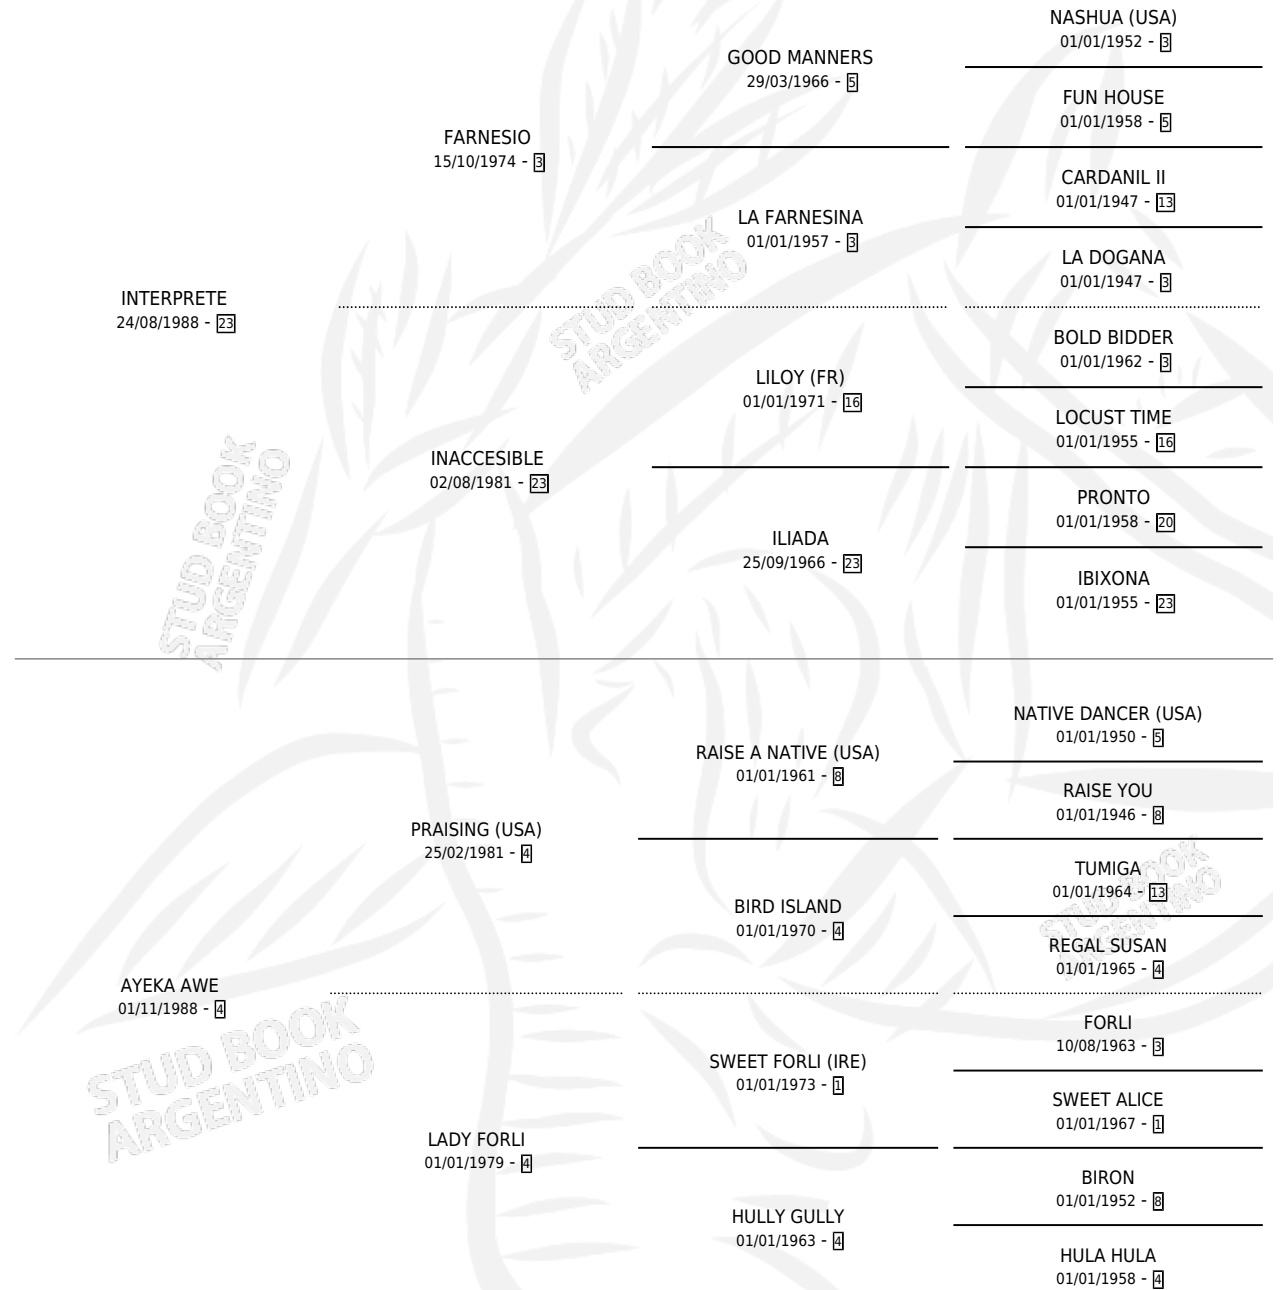 NASHUA (USA)
01/01/1952 - 3
GOOD MANNERS
29/03/1966 - 5
FUN HOUSE
01/01/1958 - 5
FARNESIO
15/10/1974 - 3
CARDANIL II
01/01/1947 - 13
LA FARNESINA
01/01/1957 - 3
LA DOGANA
01/01/1947 - 3
INTERPRETE
24/08/1988 - 23
BOLD BIDDER
01/01/1962 - 3
LILOY (FR)
01/01/1971 - 16
LOCUST TIME
01/01/1955 - 16
INACCESIBLE
02/08/1981 - 23
PRONTO
01/01/1958 - 20
ILIADA
25/09/1966 - 23
IBIXONA
01/01/1955 - 23
STUD BOOK
ARGENTINO
STUD BOOK
ARGENTINO
NATIVE DANCER (USA)
01/01/1950 - 5
RAISE A NATIVE (USA)
01/01/1961 - 8
RAISE YOU
01/01/1946 - 8
PRAISING (USA)
25/02/1981 - 4
TUMIGA
01/01/1964 - 13
BIRD ISLAND
01/01/1970 - 4
REGAL SUSAN
01/01/1965 - 4
AYEKA AWE
01/11/1988 - 4
FORLI
10/08/1963 - 3
SWEET FORLI (IRE)
01/01/1973 - 1
SWEET ALICE
01/01/1967 - 1
LADY FORLI
01/01/1979 - 4
BIRON
01/01/1952 - 8
HULLY GULLY
01/01/1963 - 4
HULA HULA
01/01/1958 - 4
STUD BOOK
ARGENTINO
STUD BOOK
ARGENTINO